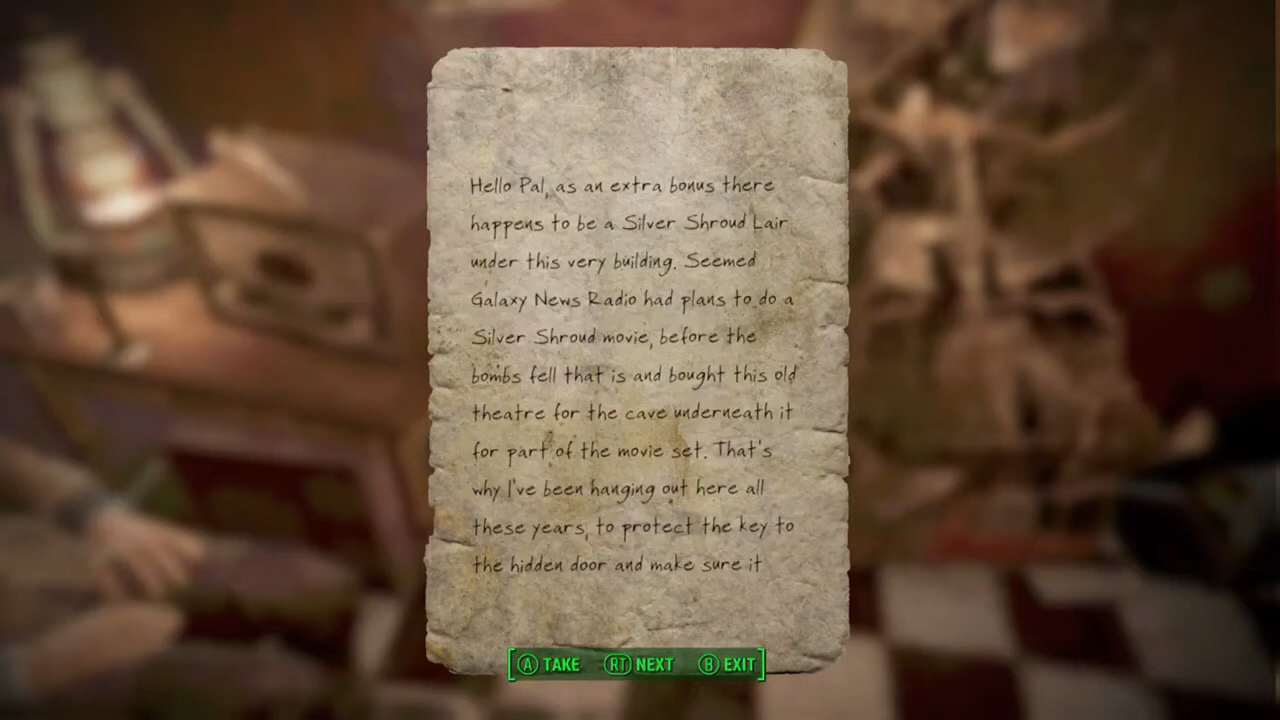 Hello Pal, as an extra bonus there
happens to be a Silver Shroud Lair
under this very building. Seemed
Galaxy News Radio had plans to do a
Silver Shroud movie, before the
bombs fell that is and bought this old
theatre for the cave underneath it
for part of the movie set. That's
why I've been hanging out here all
these years, to protect the key to
the hidden door and make sure it
A TAKE RT NEXT B EXIT